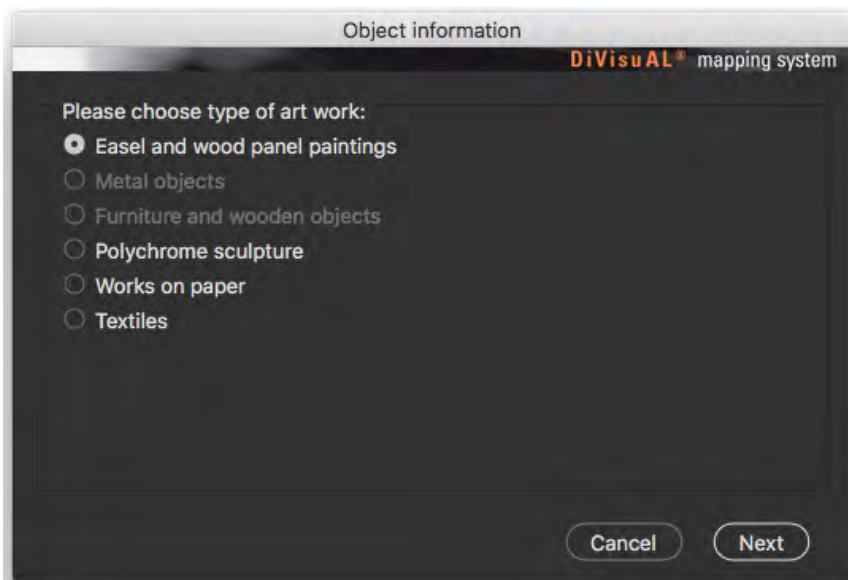 Object information
DiVisuAL® mapping system
Please choose type of art work:
Easel and wood panel paintings
Metal objects
Furniture and wooden objects
Polychrome sculpture
Works on paper
Textiles
Cancel Next